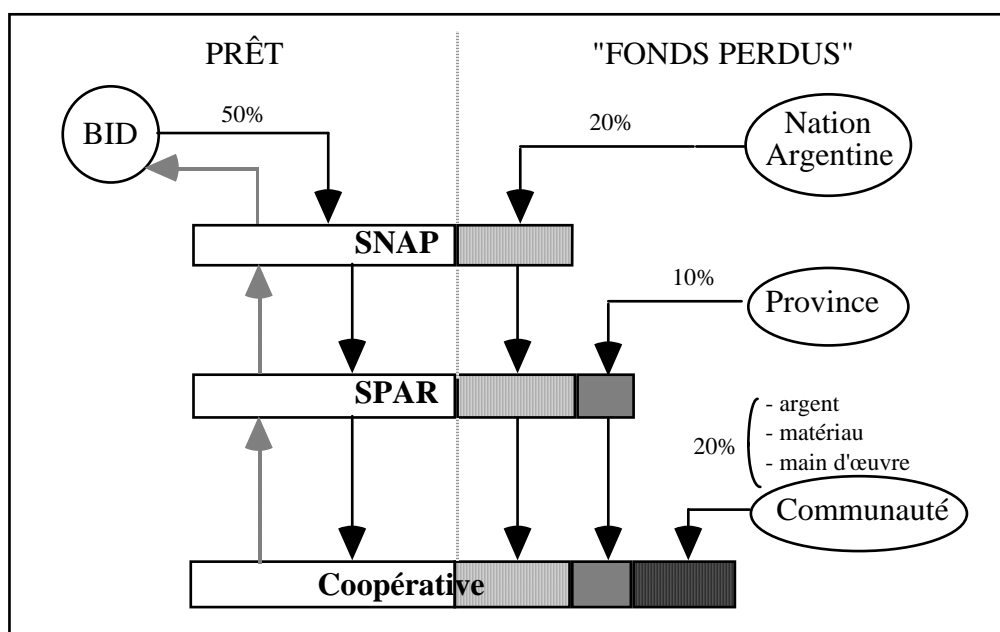 PRÊT
"FONDS PERDUS"
BID
50%
20%
Nation
Argentine
SNAP
10%
Province
SPAR
- argent
- matériau
- main d'œuvre
20%
Communauté
Coopérative